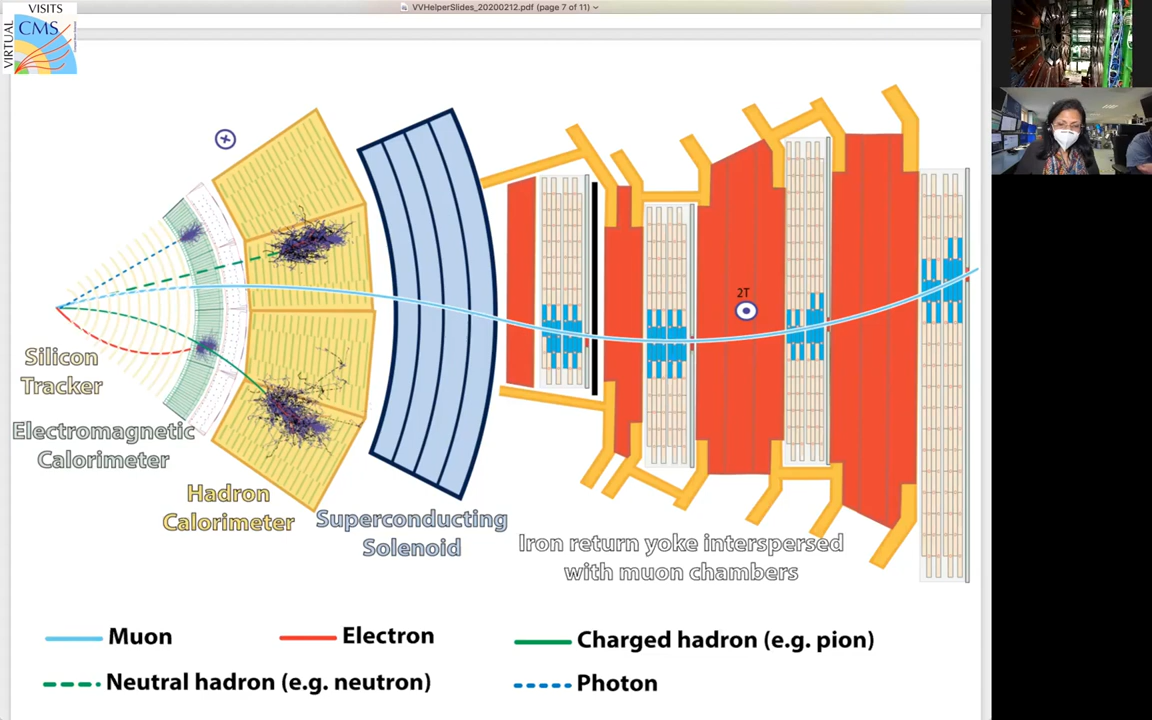 VVHelperSlides_20200212.pdf (page 7 of 11)
VISITS
VIRTUAL
CMS
2T
Silicon
Tracker
Electromagnetic
Calorimeter
Hadron
Calorimeter
Superconducting
Solenoid
Iron return yoke interspersed
with muon chambers
Muon
Electron
Charged hadron (e.g. pion)
Neutral hadron (e.g. neutron)
Photon